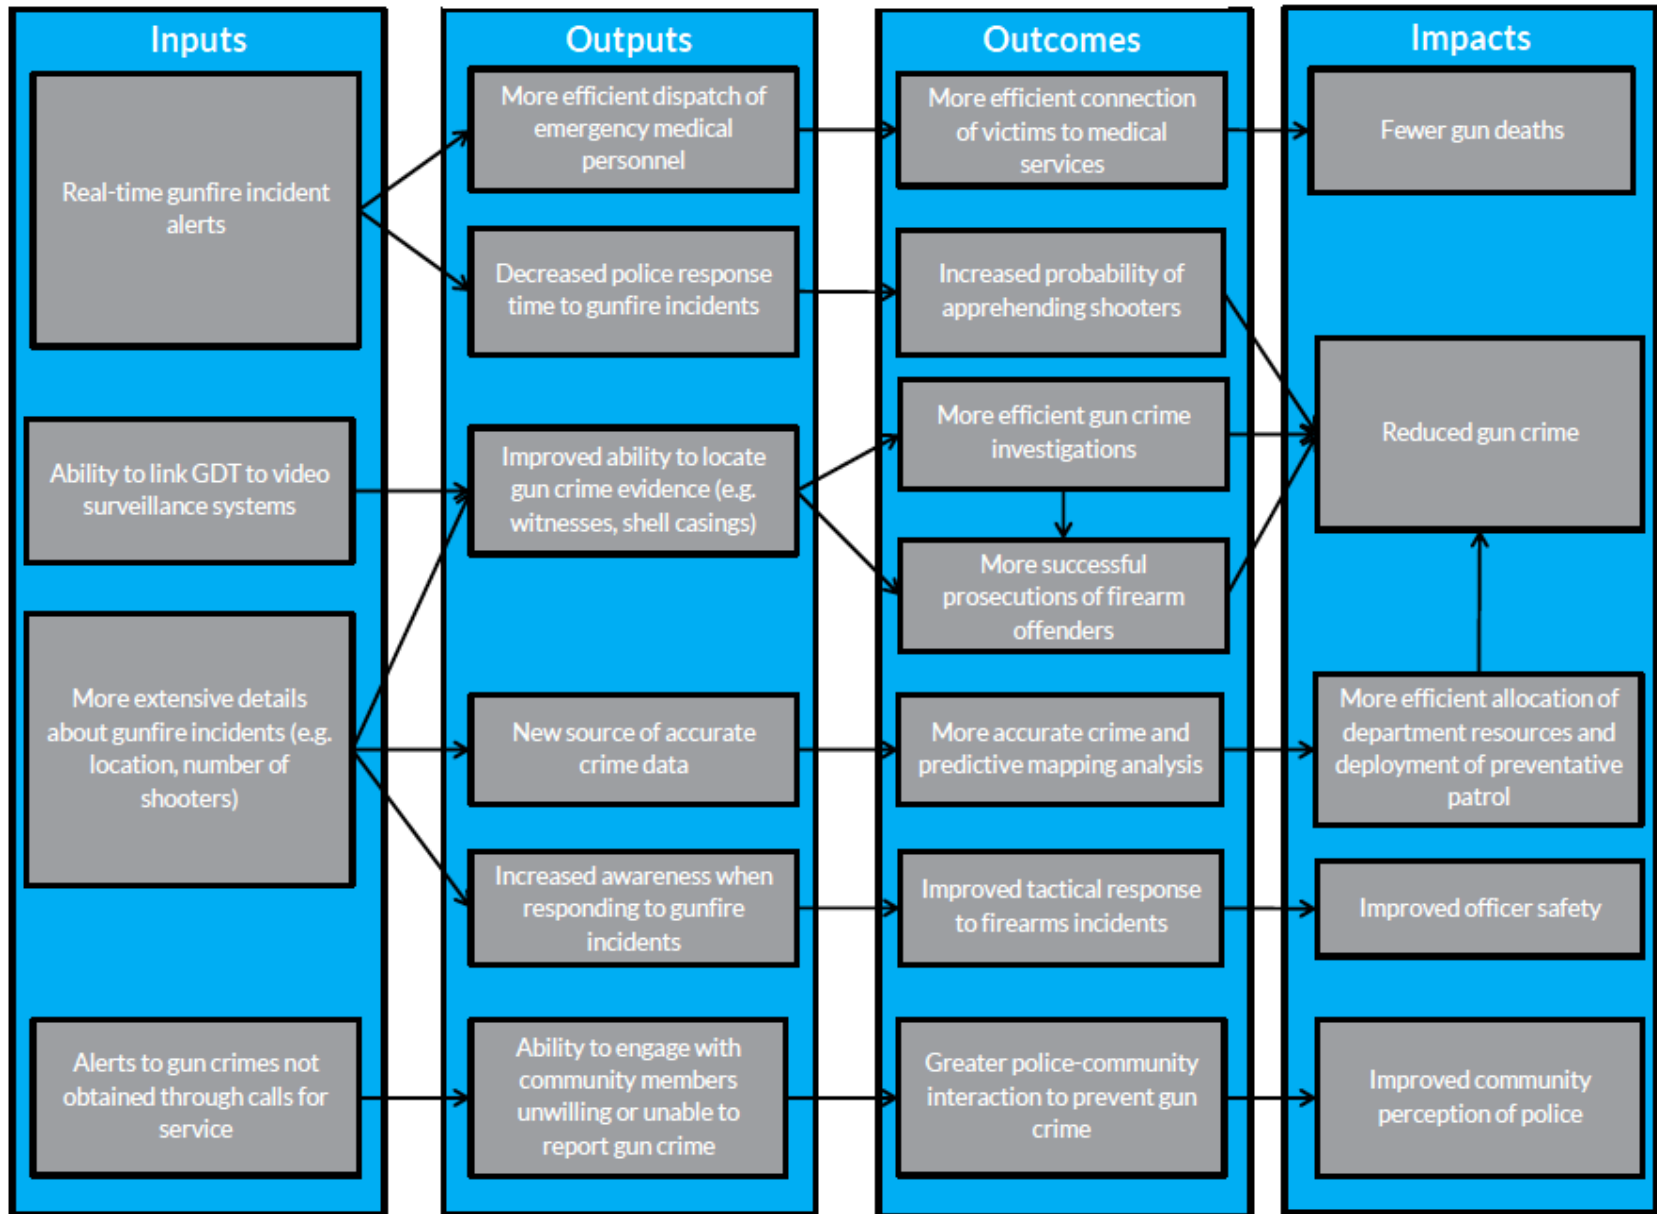 Inputs
Real-time gunfire incident
alerts
Ability to link GDT to video
surveillance systems
More extensive details
about gunfire incidents (e.g.
location, number of
shooters)
Alerts to gun crimes not
obtained through calls for
service
Outputs
More efficient dispatch of
emergency medical
personnel
Decreased police response
time to gunfire incidents
Improved ability to locate
gun crime evidence (e.g.
witnesses, shell casings)
New source of accurate
crime data
Increased awareness when
responding to gunfire
incidents
Ability to engage with
community members
unwilling or unable to
report gun crime
Outcomes
More efficient connection
of victims to medical
services
Increased probability of
apprehending shooters
More efficient gun crime
investigations
More successful
prosecutions of firearm
offenders
More accurate crime and
predictive mapping analysis
Improved tactical response
to firearms incidents
Greater police-community
interaction to prevent gun
crime
Impacts
Fewer gun deaths
Reduced gun crime
More efficient allocation of
department resources and
deployment of preventative
patrol
Improved officer safety
Improved community
perception of police